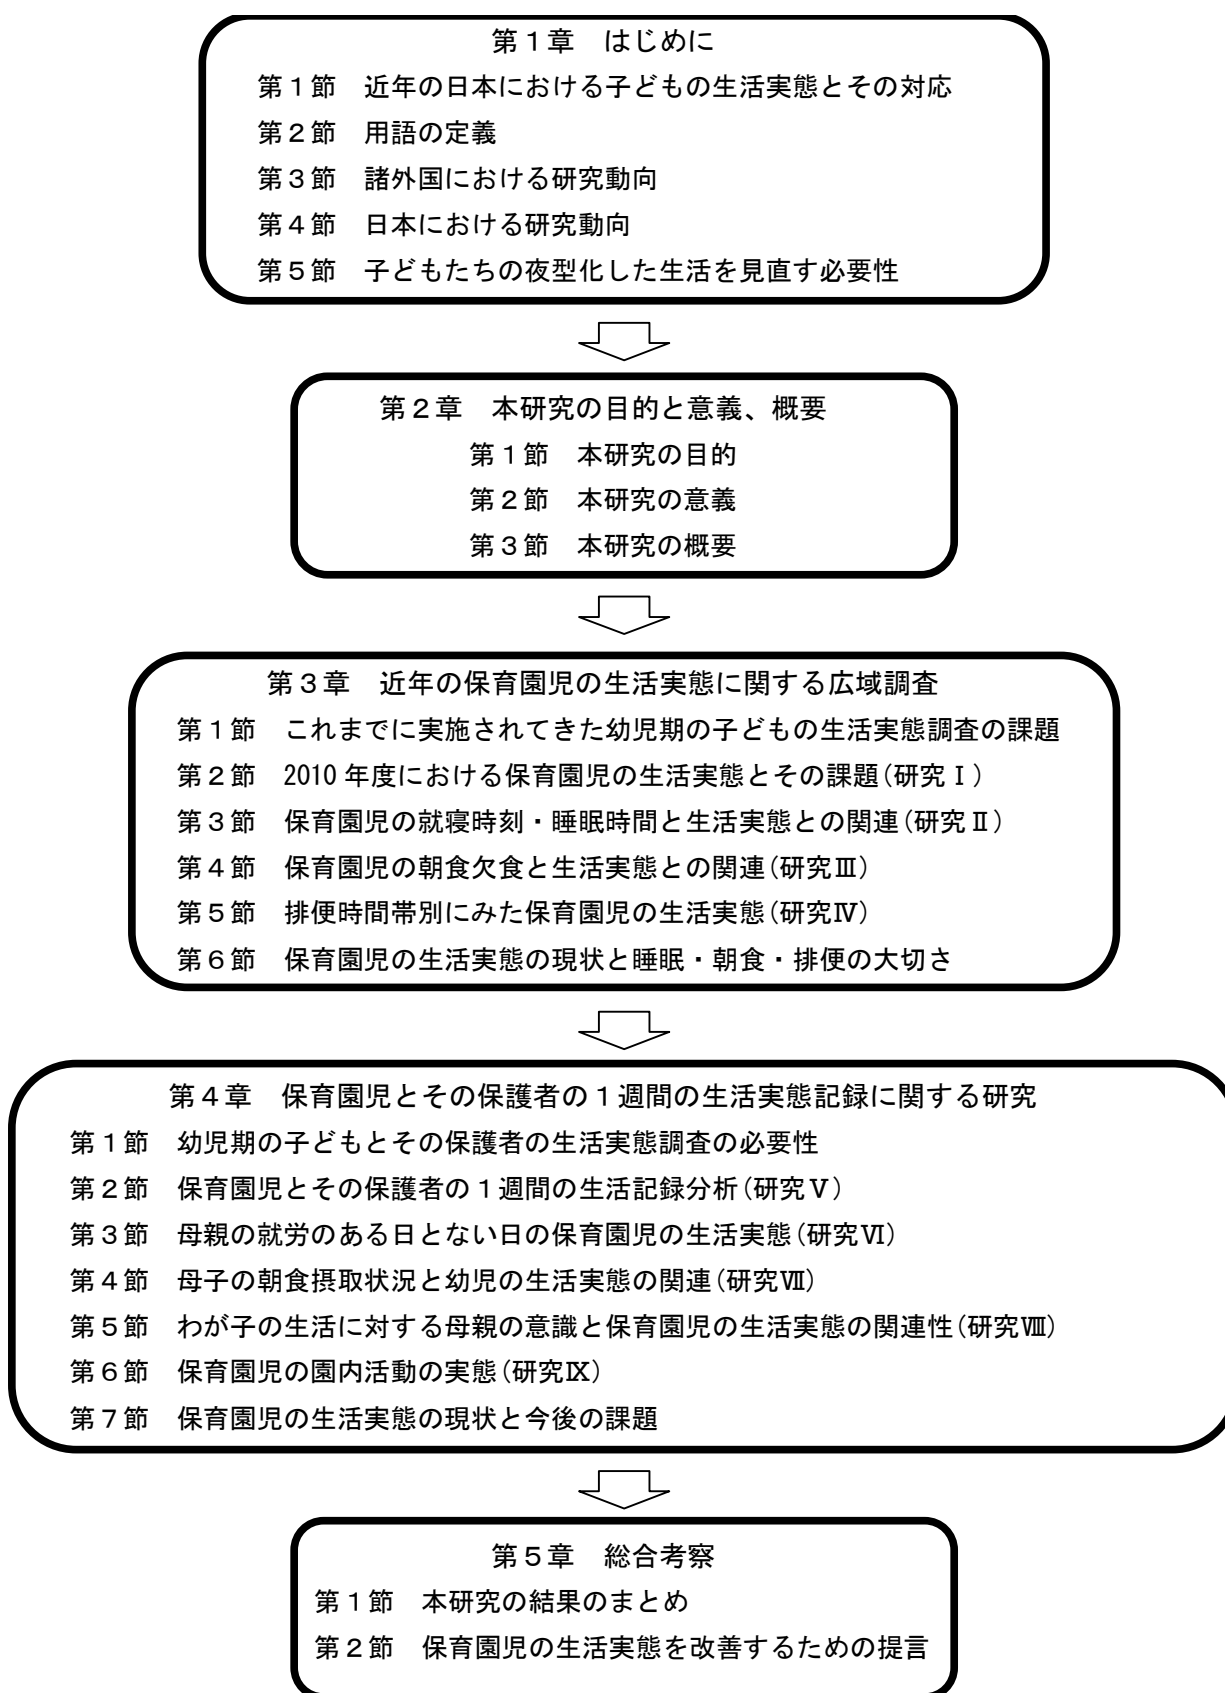 第１章　はじめに
第１節　近年の日本における子どもの生活実態とその対応
第２節　用語の定義
第３節　諸外国における研究動向
第４節　日本における研究動向
第５節　子どもたちの夜型化した生活を見直す必要性
第２章　本研究の目的と意義、概要
第１節　本研究の目的
第２節　本研究の意義
第３節　本研究の概要
第３章　近年の保育園児の生活実態に関する広域調査
第１節　これまでに実施されてきた幼児期の子どもの生活実態調査の課題
第２節　2010 年度における保育園児の生活実態とその課題(研究Ⅰ)
第３節　保育園児の就寝時刻・睡眠時間と生活実態との関連(研究Ⅱ)
第４節　保育園児の朝食欠食と生活実態との関連(研究Ⅲ)
第５節　排便時間帯別にみた保育園児の生活実態(研究Ⅳ)
第６節　保育園児の生活実態の現状と睡眠・朝食・排便の大切さ
第４章　保育園児とその保護者の１週間の生活実態記録に関する研究
第１節　幼児期の子どもとその保護者の生活実態調査の必要性
第２節　保育園児とその保護者の１週間の生活記録分析(研究Ⅴ)
第３節　母親の就労のある日とない日の保育園児の生活実態(研究Ⅵ)
第４節　母子の朝食摂取状況と幼児の生活実態の関連(研究Ⅶ)
第５節　わが子の生活に対する母親の意識と保育園児の生活実態の関連性(研究Ⅷ)
第６節　保育園児の園内活動の実態(研究Ⅸ)
第７節　保育園児の生活実態の現状と今後の課題
第５章　総合考察
第１節　本研究の結果のまとめ
第２節　保育園児の生活実態を改善するための提言